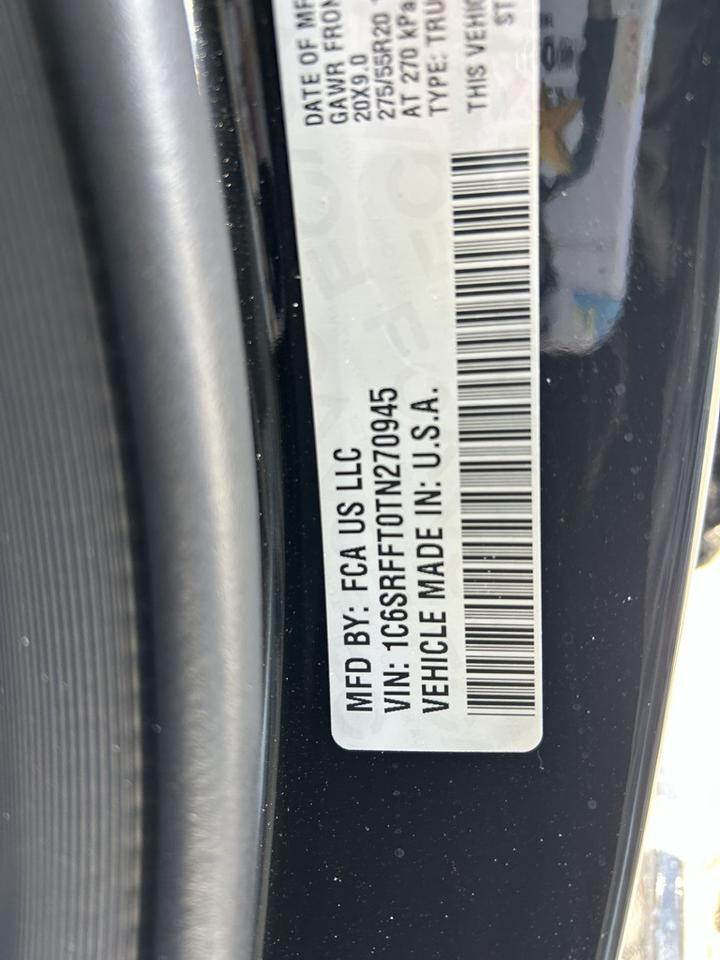 MFD BY: FCA US LLC
VIN: 1C6SRFFT0TN270945
VEHICLE MADE IN: U.S.A.
DATE OF MF
GAWR FRON
20X9.0
275/55R20
AT 270 kPa
TYPE: TRU
THIS VEHIC
ST